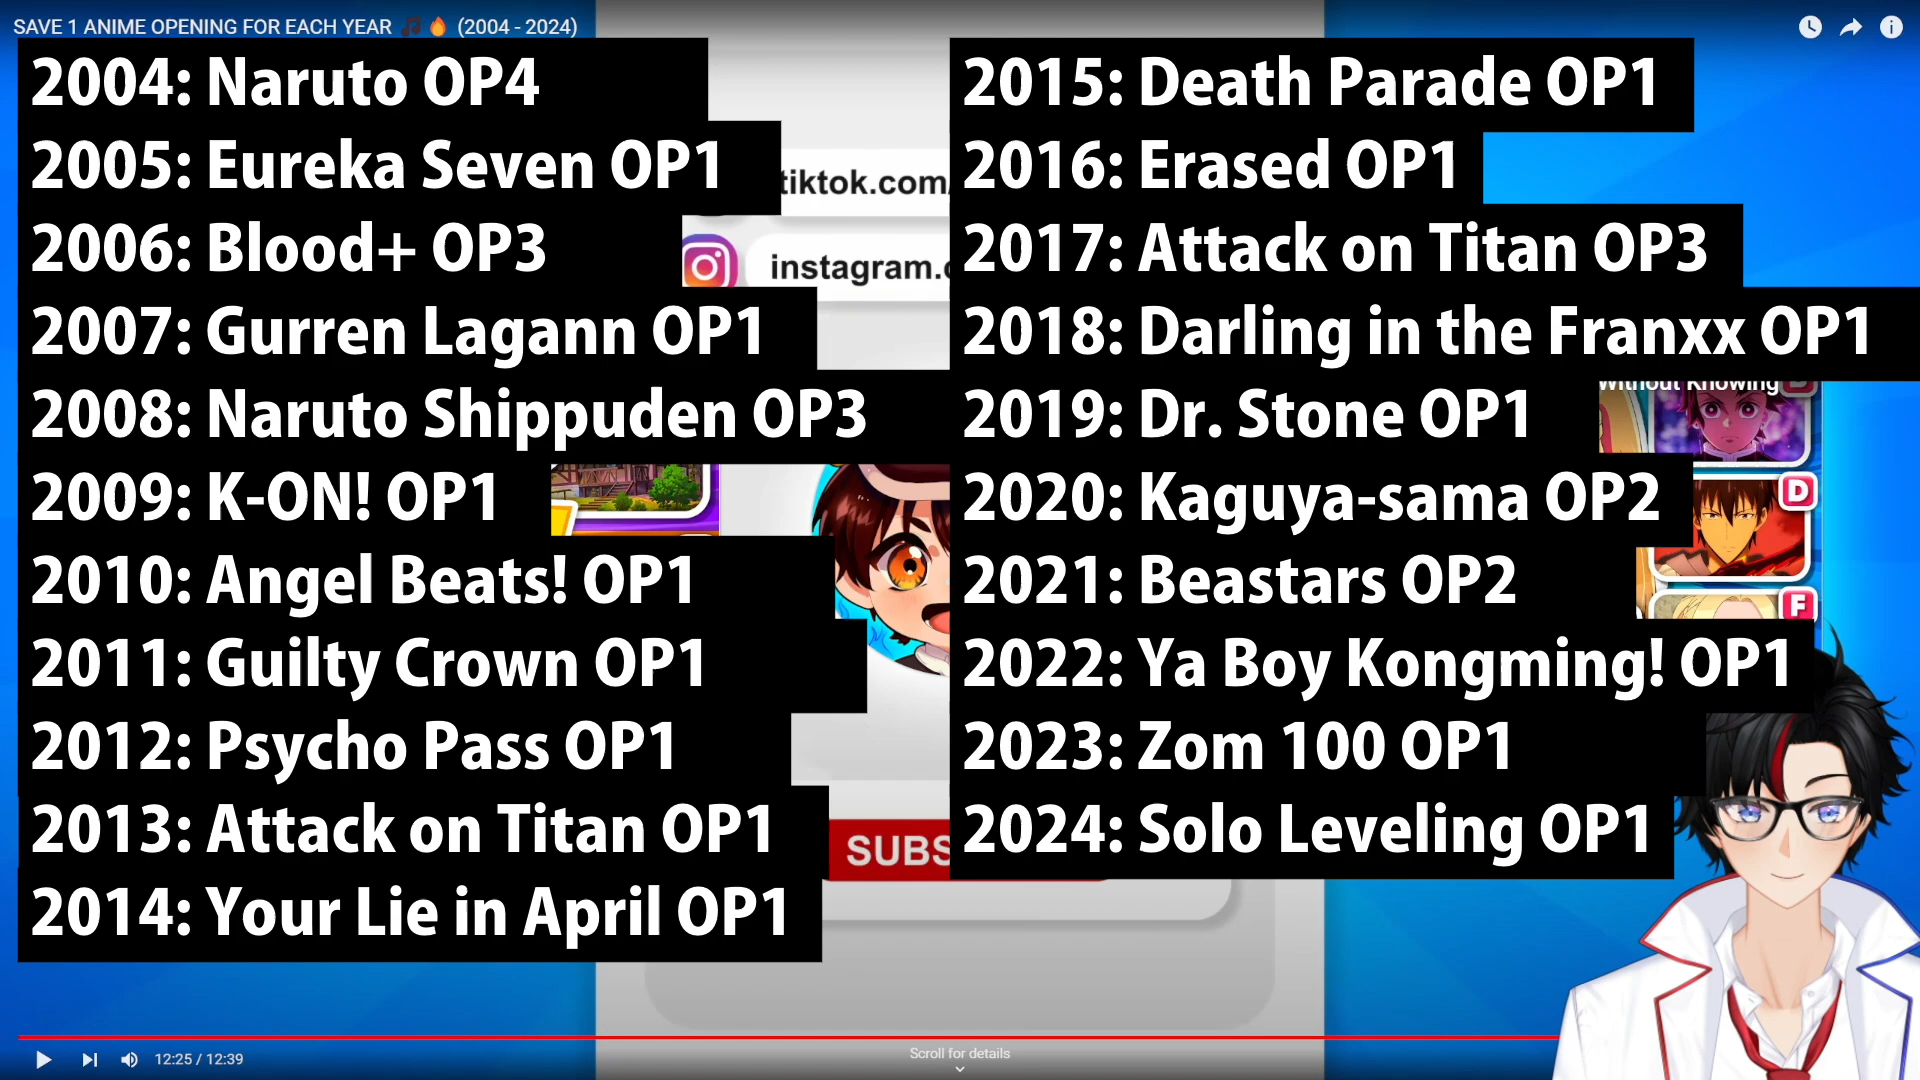 SAVE 1 ANIME OPENING FOR EACH YEAR 🎵🔥 (2004 - 2024)
2004: Naruto OP4
2005: Eureka Seven OP1
2006: Blood+ OP3
2007: Gurren Lagann OP1
2008: Naruto Shippuden OP3
2009: K-ON! OP1
2010: Angel Beats! OP1
2011: Guilty Crown OP1
2012: Psycho Pass OP1
2013: Attack on Titan OP1
2014: Your Lie in April OP1
tiktok.com
instagram.c
SUBS
2015: Death Parade OP1
2016: Erased OP1
2017: Attack on Titan OP3
2018: Darling in the Franxx OP1
2019: Dr. Stone OP1
2020: Kaguya-sama OP2
2021: Beastars OP2
2022: Ya Boy Kongming! OP1
2023: Zom 100 OP1
2024: Solo Leveling OP1
Without Knowing
D
F
12:25 / 12:39
Scroll for details